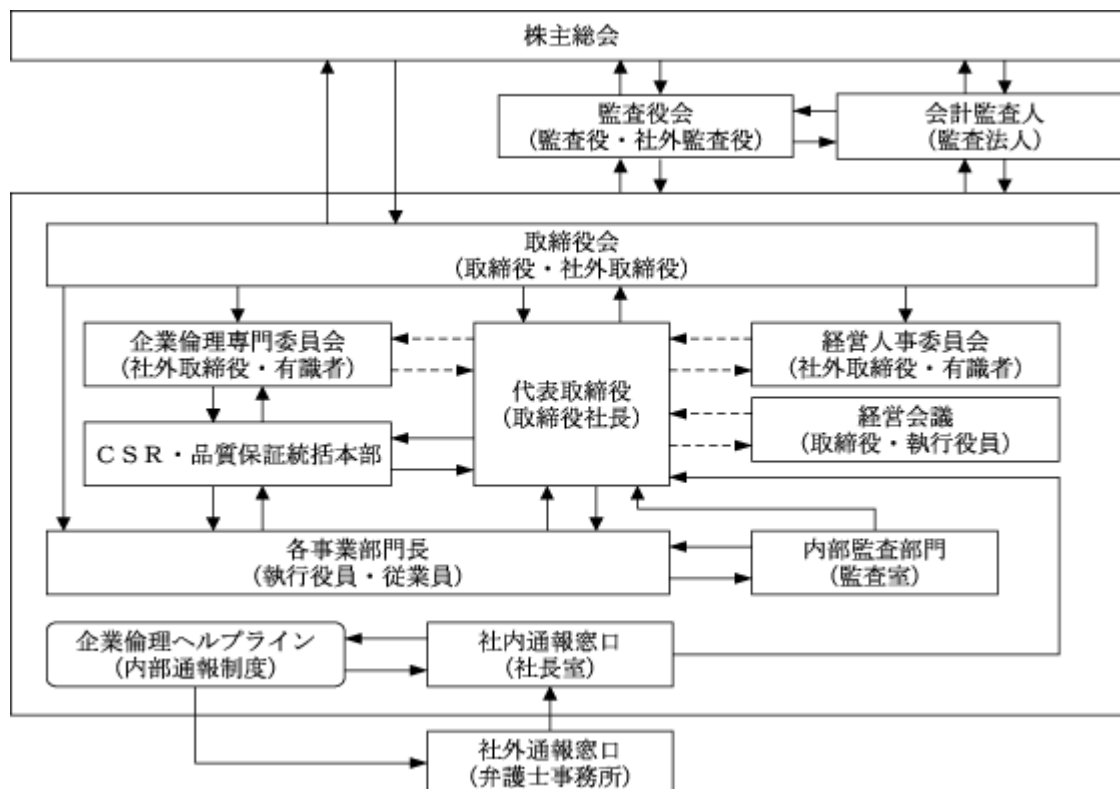 株主総会
監査役会
(監査役・社外監査役)
会計監査人
(監査法人)
取締役会
(取締役・社外取締役)
企業倫理専門委員会
(社外取締役・有識者)
代表取締役
(取締役社長)
経営人事委員会
(社外取締役・有識者)
経営会議
(取締役・執行役員)
CSR・品質保証統括本部
各事業部門長
(執行役員・従業員)
内部監査部門
(監査室)
企業倫理ヘルプライン
(内部通報制度)
社内通報窓口
(社長室)
社外通報窓口
(弁護士事務所)